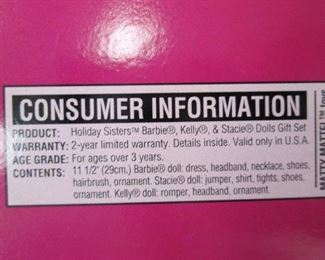 CONSUMER INFORMATION
PRODUCT: Holiday Sisters™ Barbie®, Kelly®, & Stacie® Dolls Gift Set
WARRANTY: 2-year limited warranty. Details inside. Valid only in U.S.A.
AGE GRADE: For ages over 3 years.
CONTENTS: 11 1/2" (29cm.) Barbie® doll: dress, headband, necklace, shoes,
hairbrush, ornament. Stacie® doll: jumper, shirt, tights, shoes,
ornament. Kelly® doll: romper, headband, ornament.
MATTY MATTEL™